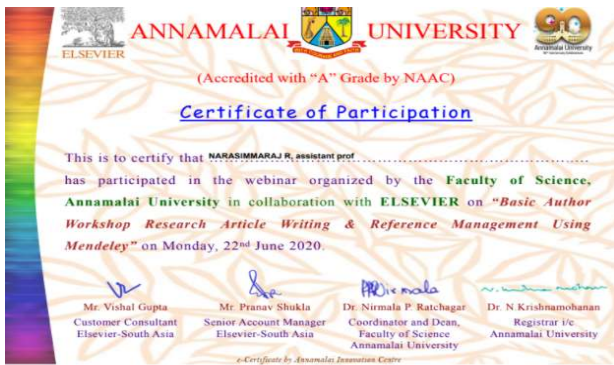 ELSEVIER
ANNAMALAI UNIVERSITY
90
Annamalai University
(Accredited with “A” Grade by NAAC)
Certificate of Participation
This is to certify that NARASIMMARAJ R, assistant prof
has participated in the webinar organized by the Faculty of Science,
Annamalai University in collaboration with ELSEVIER on “Basic Author
Workshop Research Article Writing & Reference Management Using
Mendeley” on Monday, 22nd June 2020.
Mr. Vishal Gupta
Customer Consultant
Elsevier-South Asia
Mr. Pranav Shukla
Senior Account Manager
Elsevier-South Asia
Dr. Nirmala P. Ratchagar
Coordinator and Dean,
Faculty of Science
Annamalai University
Dr. N.Krishnamohanan
Registrar i/c
Annamalai University
e-Certificate by Annamalai Innovation Centre